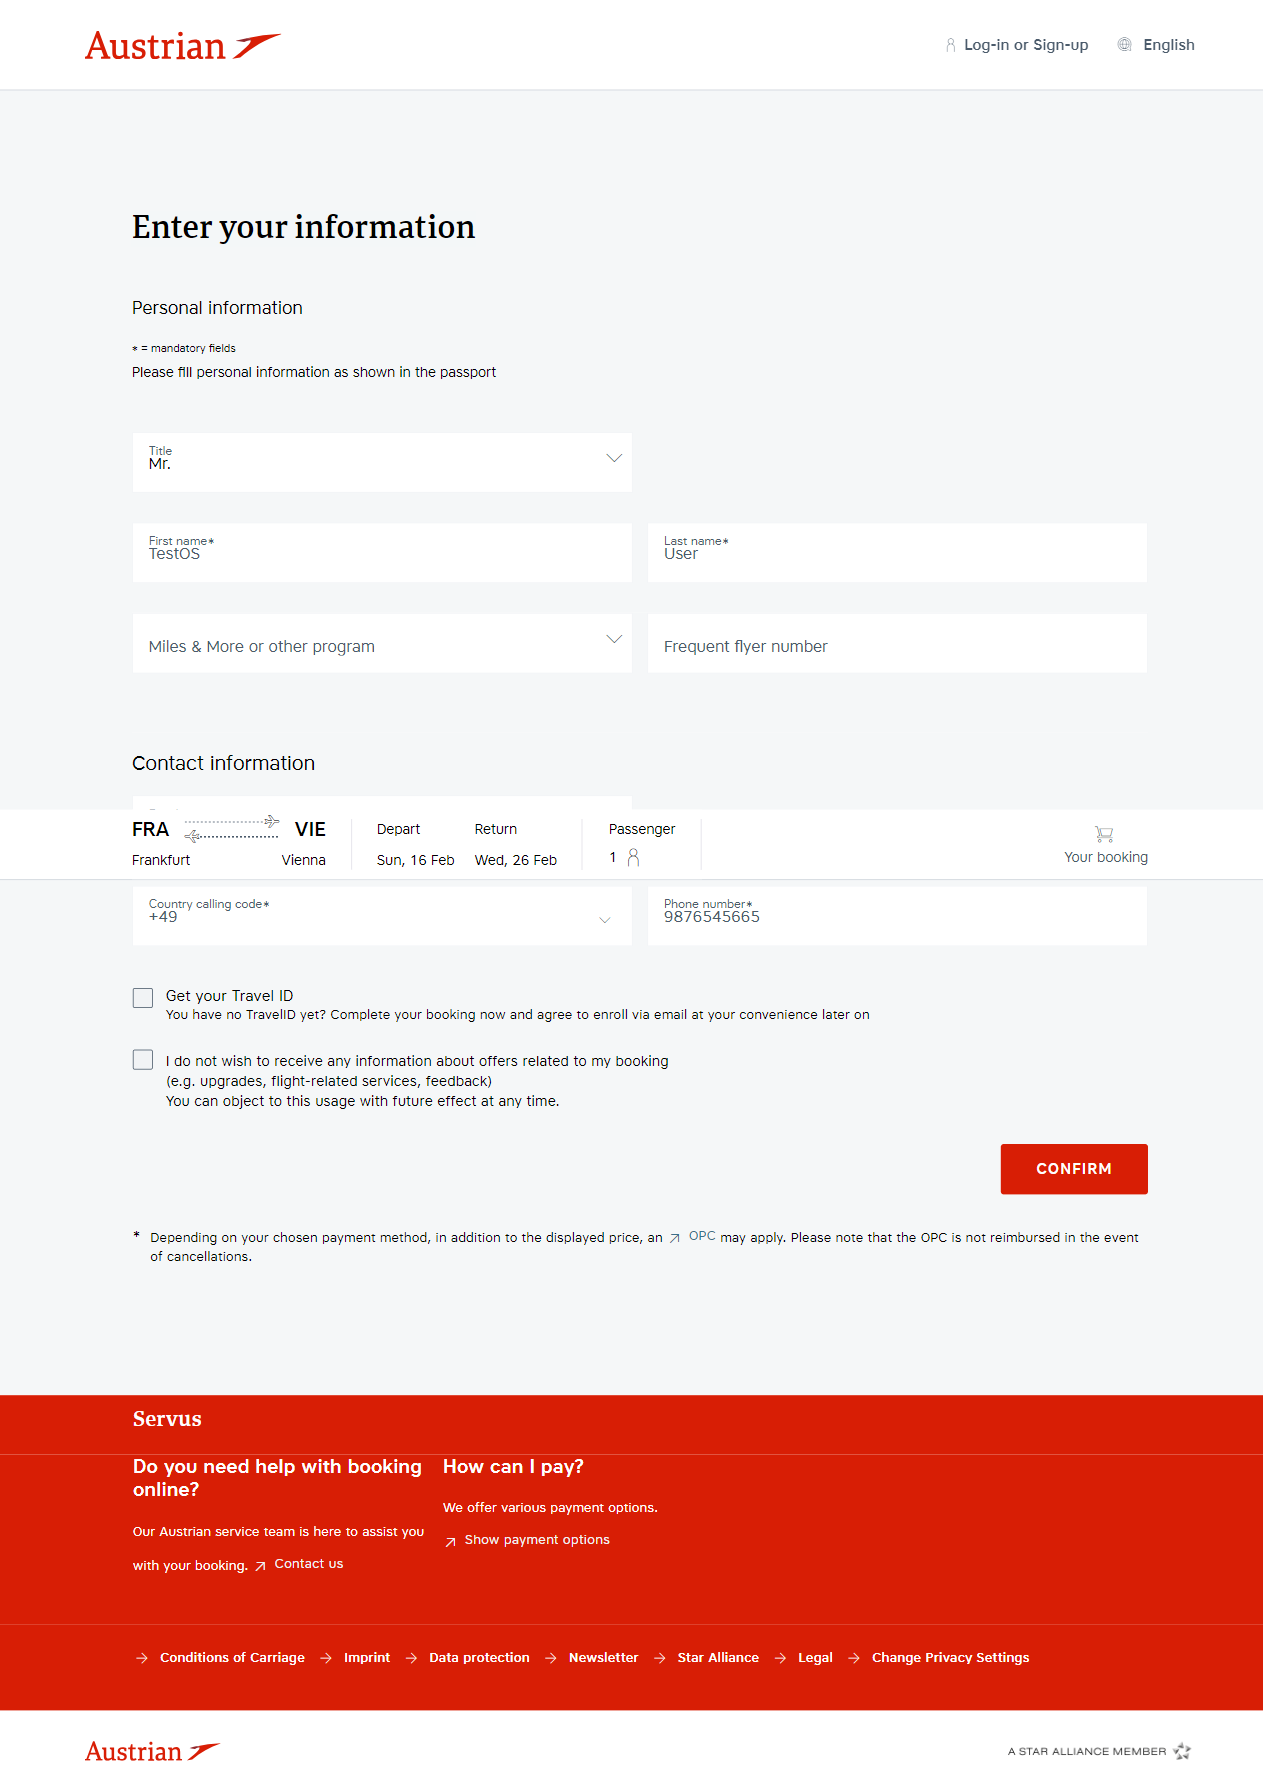 Austrian
Log-in or Sign-up
English
Enter your information
Personal information
* = mandatory fields
Please fill personal information as shown in the passport
Title
Mr.
First name*
TestOS
Last name*
User
Miles & More or other program
Frequent flyer number
Contact information
FRA
VIE
Frankfurt
Vienna
Depart
Sun, 16 Feb
Return
Wed, 26 Feb
Passenger
1
Your booking
Country calling code*
+49
Phone number*
9876545665
Get your Travel ID
You have no TravelID yet? Complete your booking now and agree to enroll via email at your convenience later on
I do not wish to receive any information about offers related to my booking
(e.g. upgrades, flight-related services, feedback)
You can object to this usage with future effect at any time.
CONFIRM
* Depending on your chosen payment method, in addition to the displayed price, an OPC may apply. Please note that the OPC is not reimbursed in the event
of cancellations.
Servus
Do you need help with booking
online?
Our Austrian service team is here to assist you
with your booking. Contact us
How can I pay?
We offer various payment options.
Show payment options
Conditions of Carriage
Imprint
Data protection
Newsletter
Star Alliance
Legal
Change Privacy Settings
Austrian
A STAR ALLIANCE MEMBER